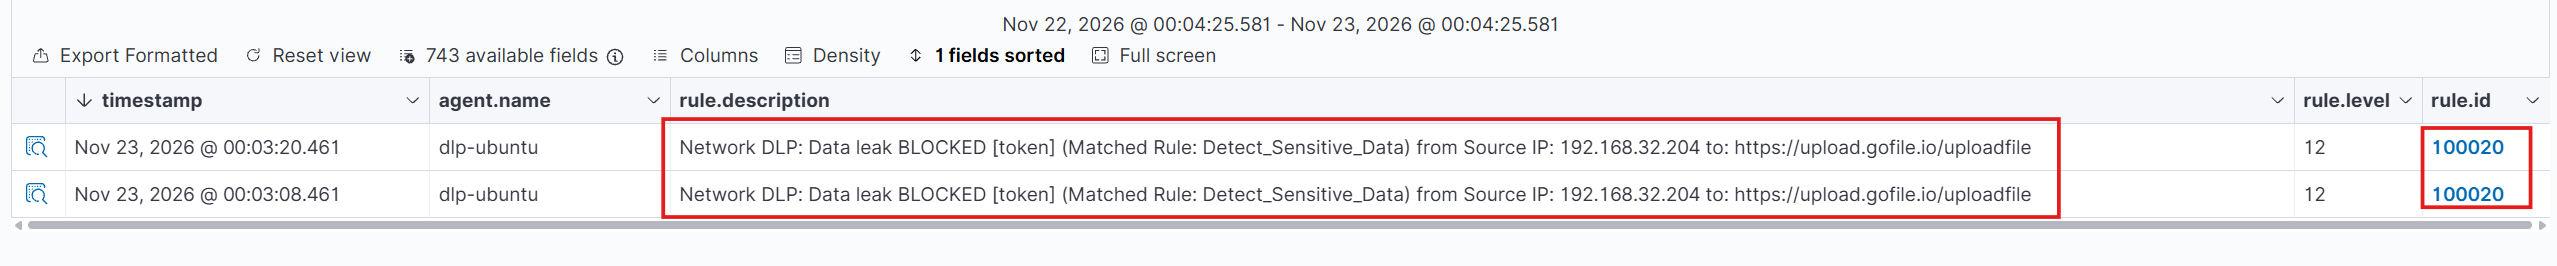 Nov 22, 2026 @ 00:04:25.581 - Nov 23, 2026 @ 00:04:25.581
Export Formatted Reset view 743 available fields Columns Density 1 fields sorted Full screen
timestamp agent.name rule.description rule.level rule.id
Nov 23, 2026 @ 00:03:20.461 dlp-ubuntu Network DLP: Data leak BLOCKED [token] (Matched Rule: Detect_Sensitive_Data) from Source IP: 192.168.32.204 to: https://upload.gofile.io/uploadfile 12 100020
Nov 23, 2026 @ 00:03:08.461 dlp-ubuntu Network DLP: Data leak BLOCKED [token] (Matched Rule: Detect_Sensitive_Data) from Source IP: 192.168.32.204 to: https://upload.gofile.io/uploadfile 12 100020